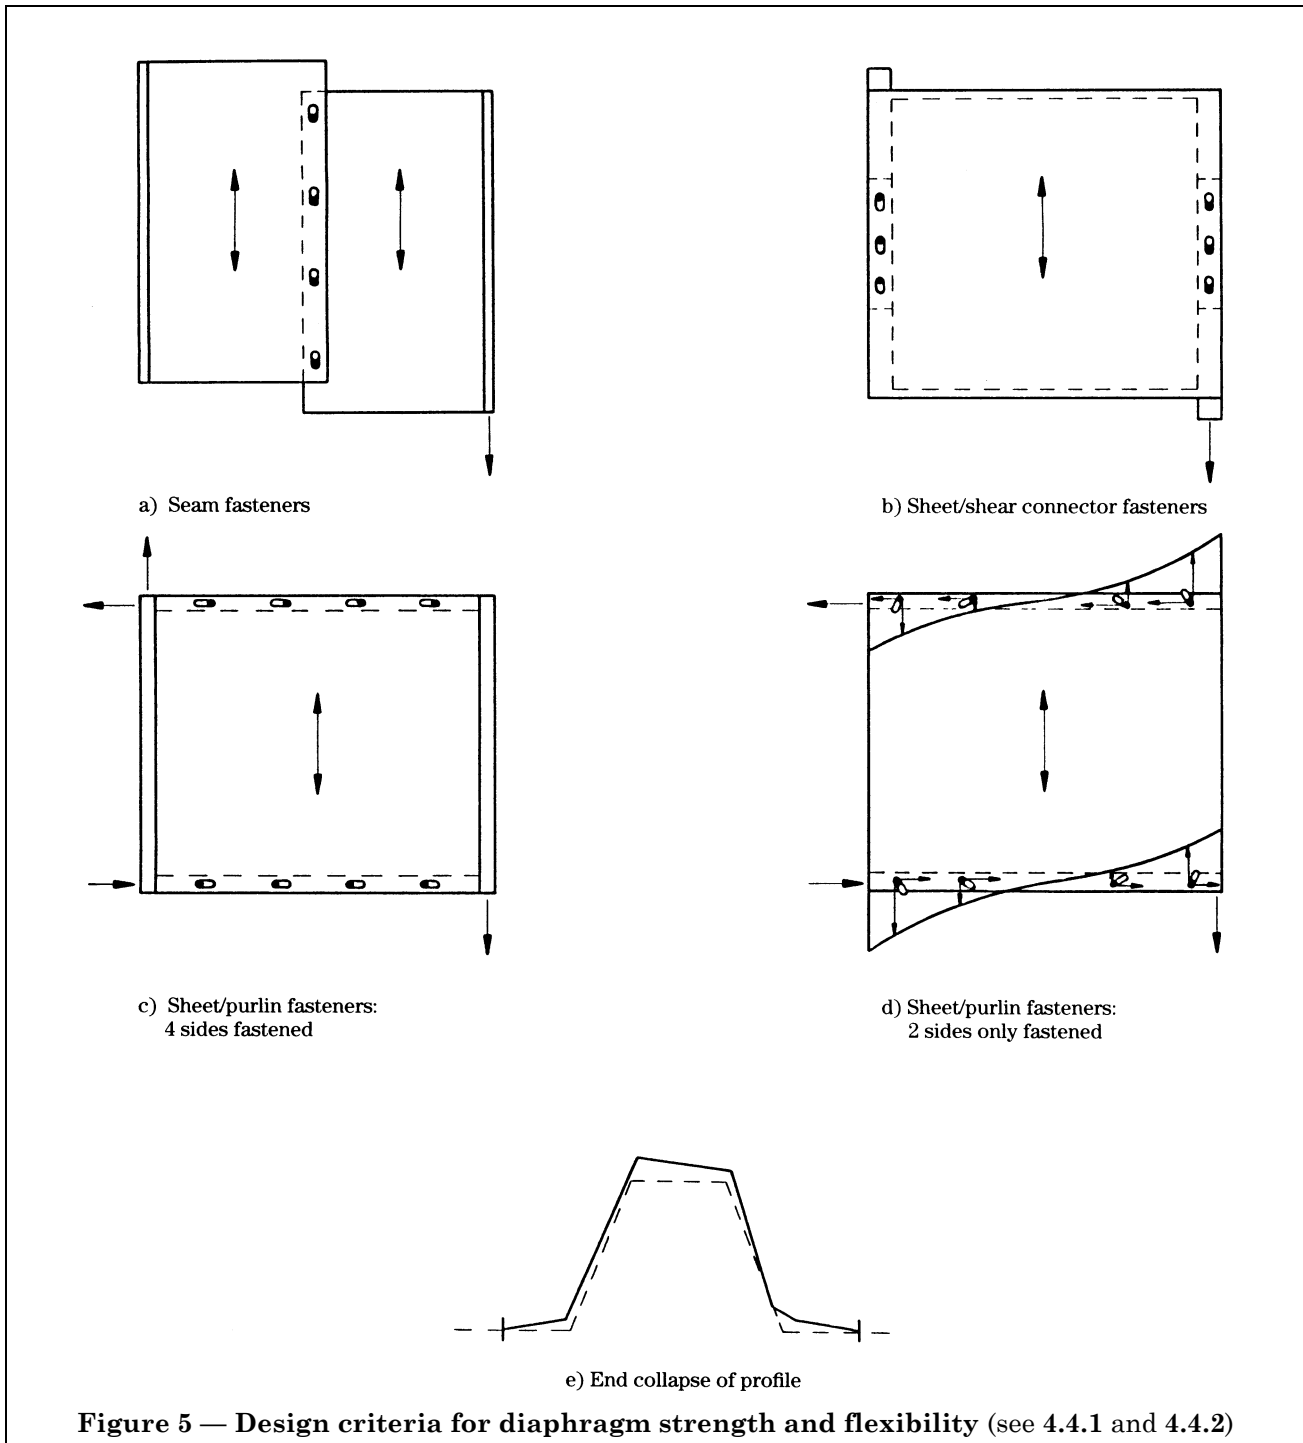 a) Seam fasteners
b) Sheet/shear connector fasteners
c) Sheet/purlin fasteners:
4 sides fastened
d) Sheet/purlin fasteners:
2 sides only fastened
e) End collapse of profile
Figure 5 — Design criteria for diaphragm strength and flexibility (see 4.4.1 and 4.4.2)